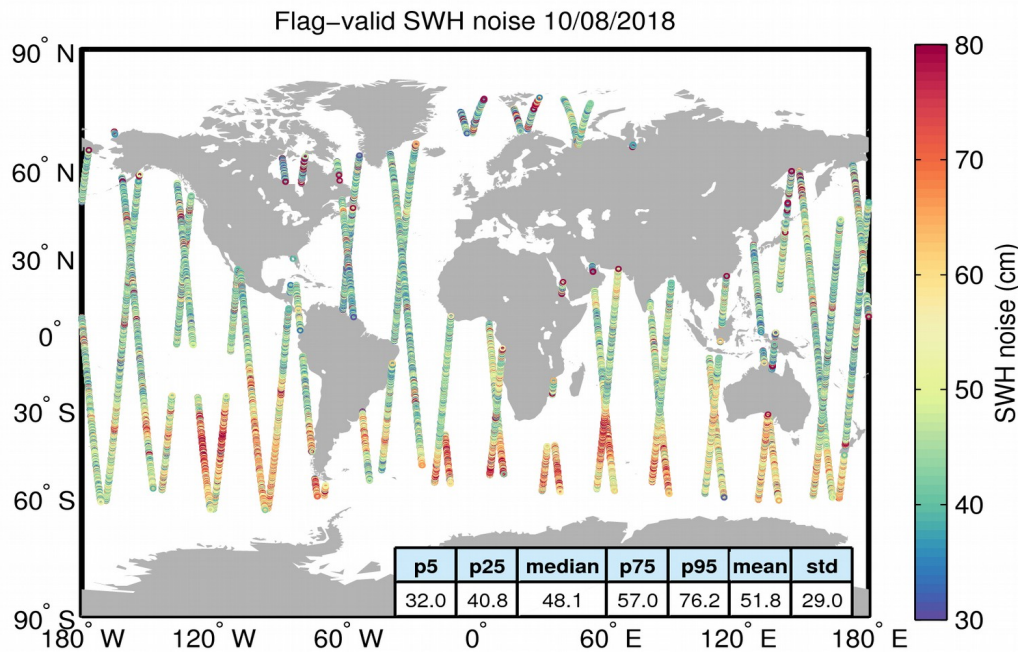 Flag−valid SWH noise 10/08/2018
90° N
60° N
30° N
0°
30° S
60° S
90° S
180° W
120° W
60° W
0°
60° E
120° E
180° E
p5 p25 median p75 p95 mean std
32.0 40.8 48.1 57.0 76.2 51.8 29.0
80
70
60
50
40
30
SWH noise (cm)